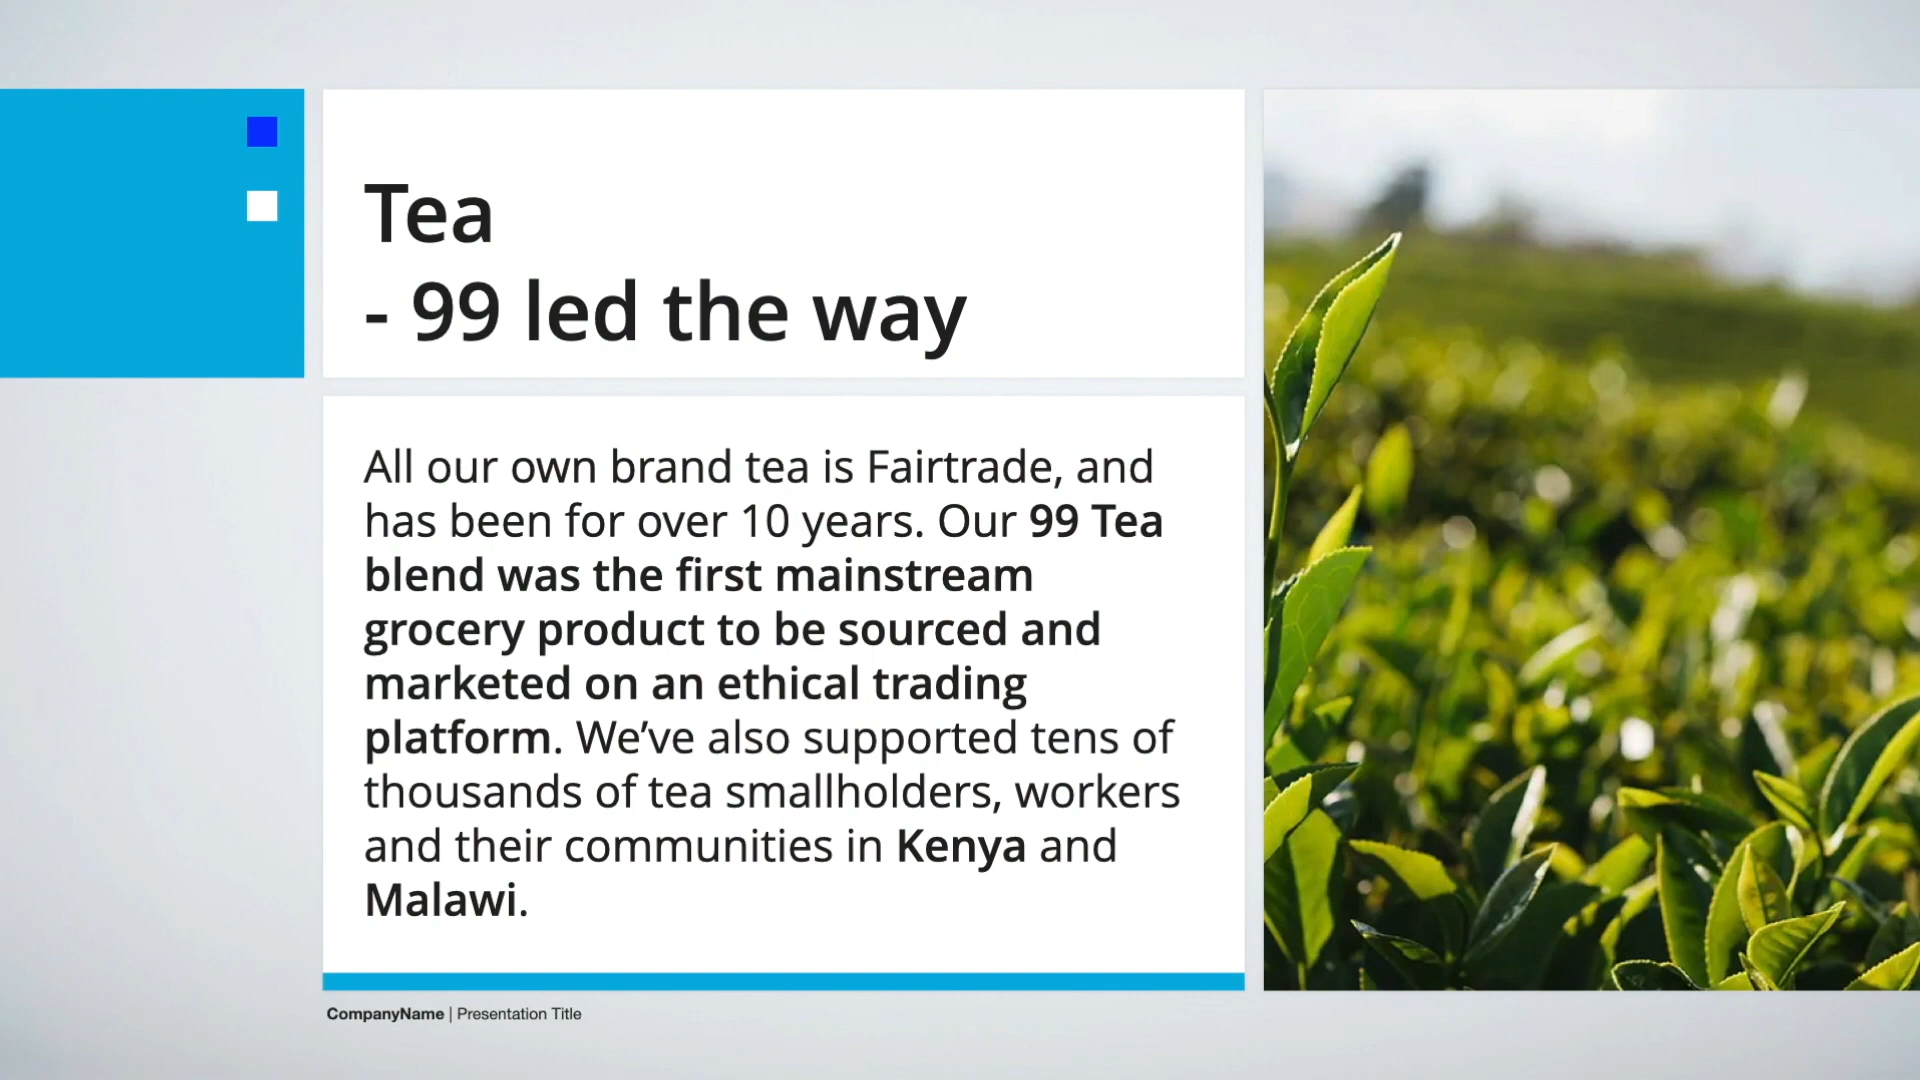 Tea
- 99 led the way
All our own brand tea is Fairtrade, and
has been for over 10 years. Our 99 Tea
blend was the first mainstream
grocery product to be sourced and
marketed on an ethical trading
platform. We’ve also supported tens of
thousands of tea smallholders, workers
and their communities in Kenya and
Malawi.
CompanyName | Presentation Title